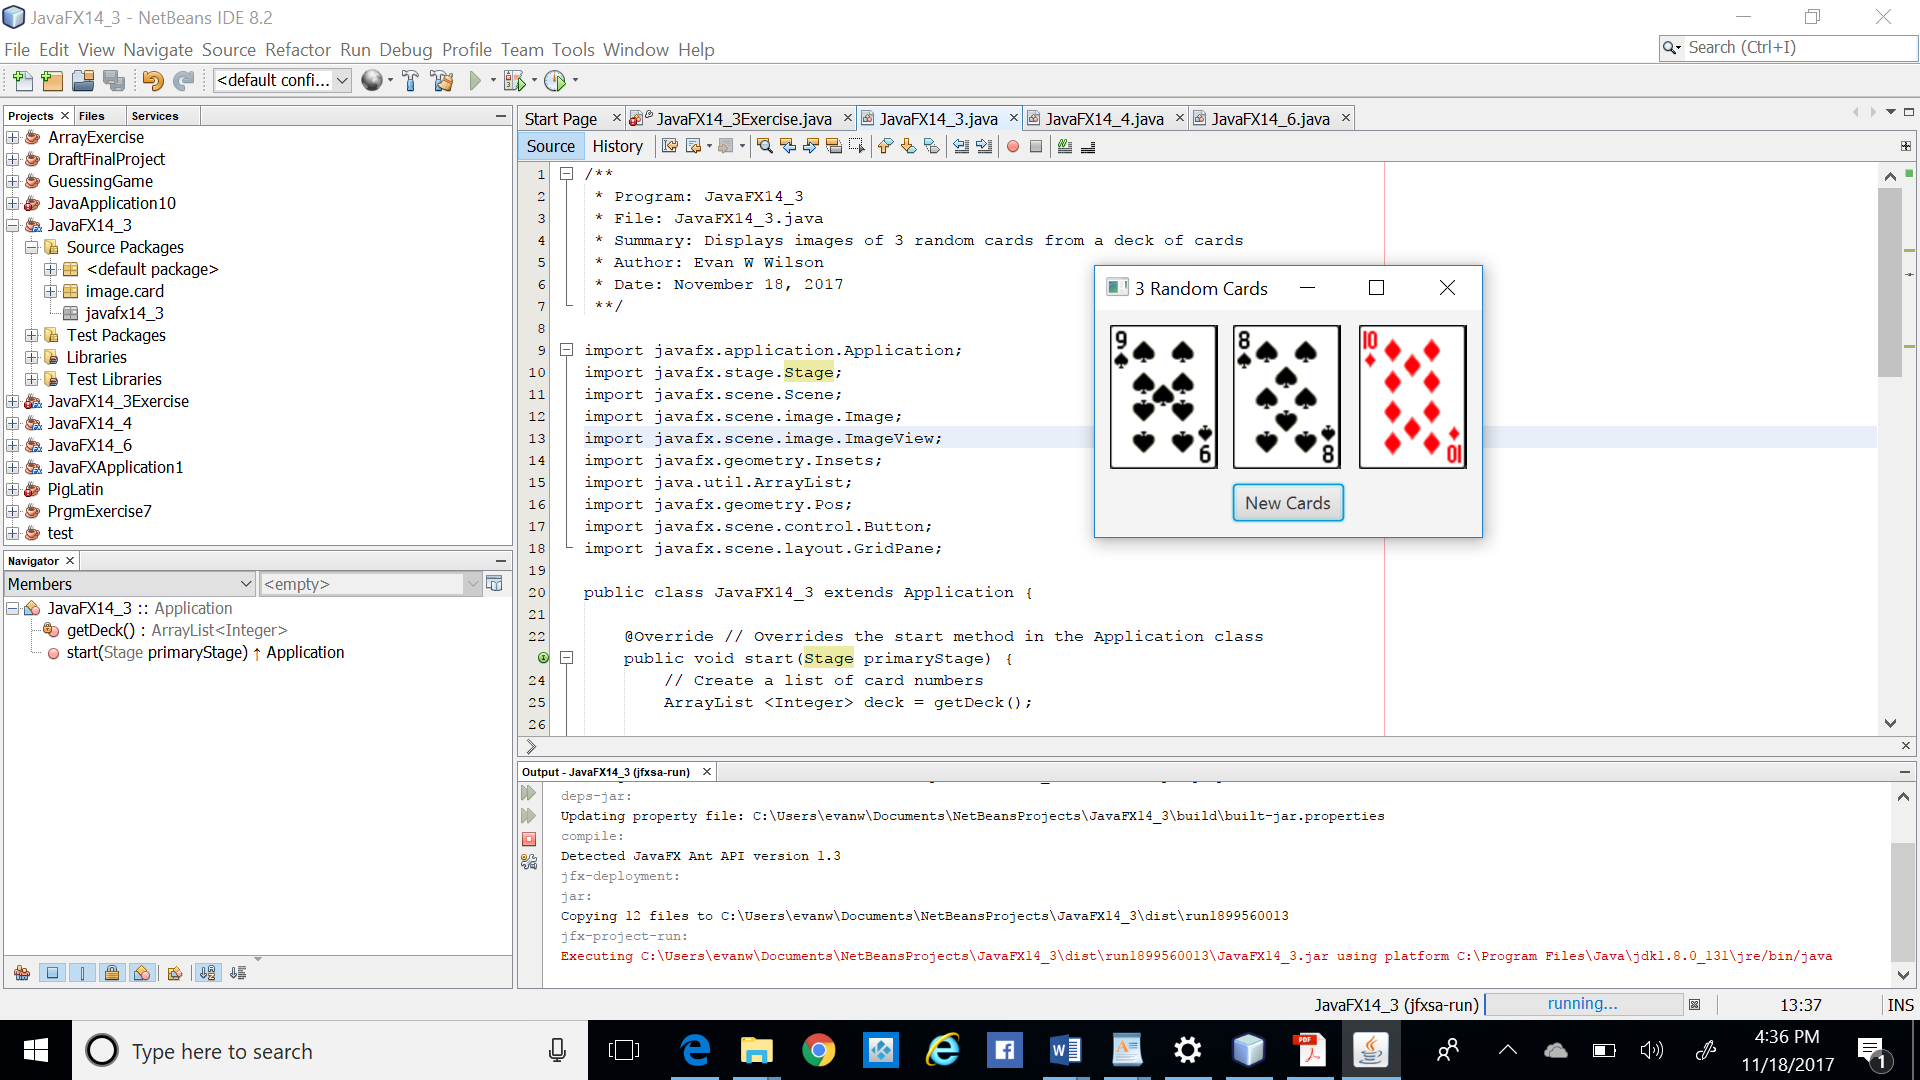 JavaFX14_3 - NetBeans IDE 8.2
File Edit View Navigate Source Refactor Run Debug Profile Team Tools Window Help
Search (Ctrl+I)
<default confi...
Projects Files Services
ArrayExercise
DraftFinalProject
GuessingGame
JavaApplication10
JavaFX14_3
Source Packages
<default package>
image.card
javafx14_3
Test Packages
Libraries
Test Libraries
JavaFX14_3Exercise
JavaFX14_4
JavaFX14_6
JavaFXApplication1
PigLatin
PrgmExercise7
test
Navigator
Members <empty>
JavaFX14_3 :: Application
getDeck() : ArrayList<Integer>
start(Stage primaryStage) ↑ Application
Start Page JavaFX14_3Exercise.java JavaFX14_3.java JavaFX14_4.java JavaFX14_6.java
Source History
1 /**
2 * Program: JavaFX14_3
3 * File: JavaFX14_3.java
4 * Summary: Displays images of 3 random cards from a deck of cards
5 * Author: Evan W Wilson
6 * Date: November 18, 2017
7 **/
8
9 import javafx.application.Application;
10 import javafx.stage.Stage;
11 import javafx.scene.Scene;
12 import javafx.scene.image.Image;
13 import javafx.scene.image.ImageView;
14 import javafx.geometry.Insets;
15 import java.util.ArrayList;
16 import javafx.geometry.Pos;
17 import javafx.scene.control.Button;
18 import javafx.scene.layout.GridPane;
19
20 public class JavaFX14_3 extends Application {
21
22 @Override // Overrides the start method in the Application class
public void start(Stage primaryStage) {
24 // Create a list of card numbers
25 ArrayList <Integer> deck = getDeck();
26
3 Random Cards
9 8 10
9 8 10
New Cards
Output - JavaFX14_3 (jfxsa-run)
deps-jar:
Updating property file: C:\Users\evanw\Documents\NetBeansProjects\JavaFX14_3\build\built-jar.properties
compile:
Detected JavaFX Ant API version 1.3
jfx-deployment:
jar:
Copying 12 files to C:\Users\evanw\Documents\NetBeansProjects\JavaFX14_3\dist\run1899560013
jfx-project-run:
Executing C:\Users\evanw\Documents\NetBeansProjects\JavaFX14_3\dist\run1899560013\JavaFX14_3.jar using platform C:\Program Files\Java\jdk1.8.0_131\jre/bin/java
JavaFX14_3 (jfxsa-run) running... 13:37 INS
Type here to search
4:36 PM
11/18/2017
1